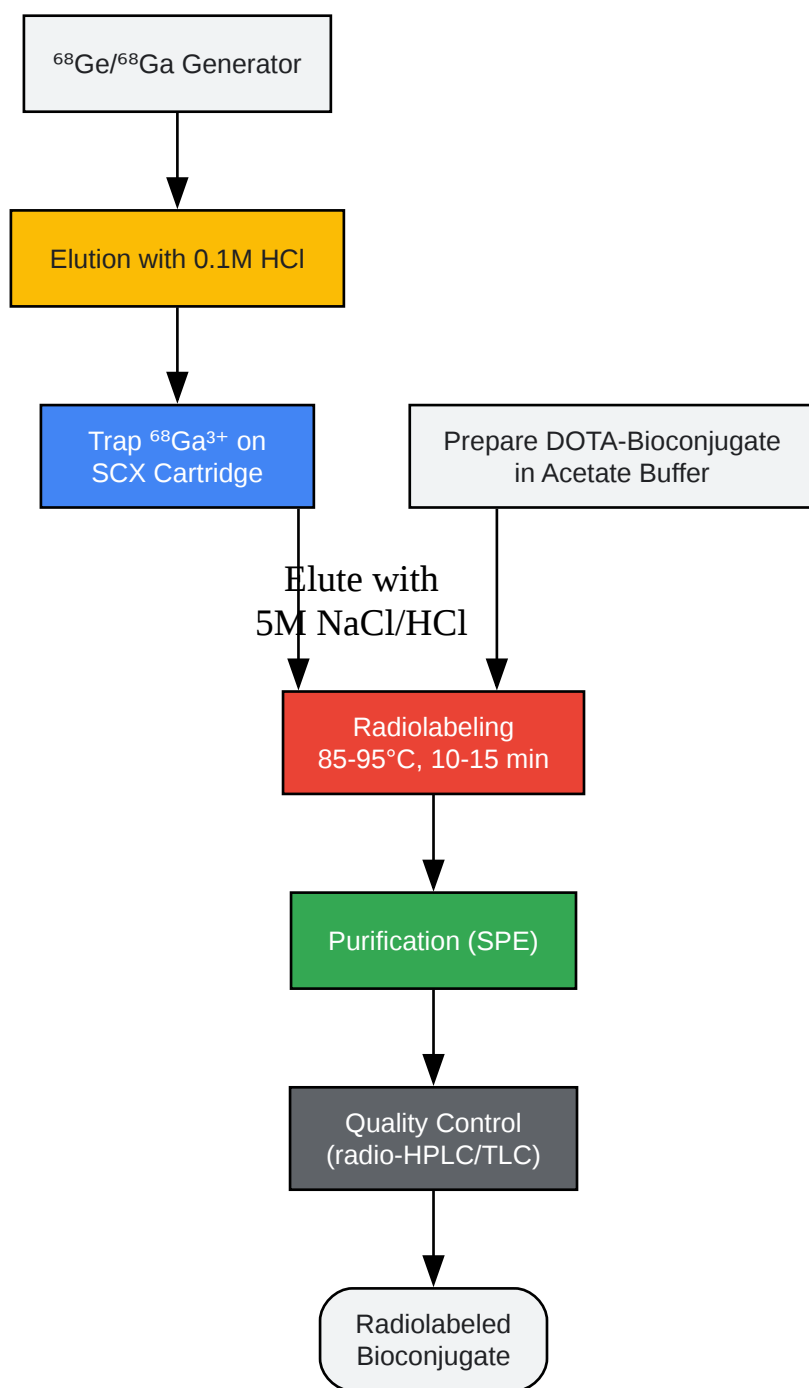 ⁶⁸Ge/⁶⁸Ga Generator
Elution with 0.1M HCl
Trap ⁶⁸Ga³⁺ on
SCX Cartridge
Prepare DOTA-Bioconjugate
in Acetate Buffer
Elute with
5M NaCl/HCl
Radiolabeling
85-95°C, 10-15 min
Purification (SPE)
Quality Control
(radio-HPLC/TLC)
Radiolabeled
Bioconjugate